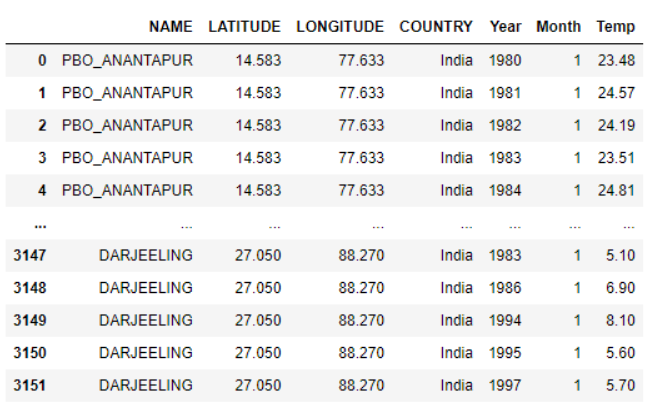 NAME LATITUDE LONGITUDE COUNTRY Year Month Temp
0 PBO_ANANTAPUR 14.583 77.633 India 1980 1 23.48
1 PBO_ANANTAPUR 14.583 77.633 India 1981 1 24.57
2 PBO_ANANTAPUR 14.583 77.633 India 1982 1 24.19
3 PBO_ANANTAPUR 14.583 77.633 India 1983 1 23.51
4 PBO_ANANTAPUR 14.583 77.633 India 1984 1 24.81
... ... ... ... ... ... ... ...
3147 DARJEELING 27.050 88.270 India 1983 1 5.10
3148 DARJEELING 27.050 88.270 India 1986 1 6.90
3149 DARJEELING 27.050 88.270 India 1994 1 8.10
3150 DARJEELING 27.050 88.270 India 1995 1 5.60
3151 DARJEELING 27.050 88.270 India 1997 1 5.70